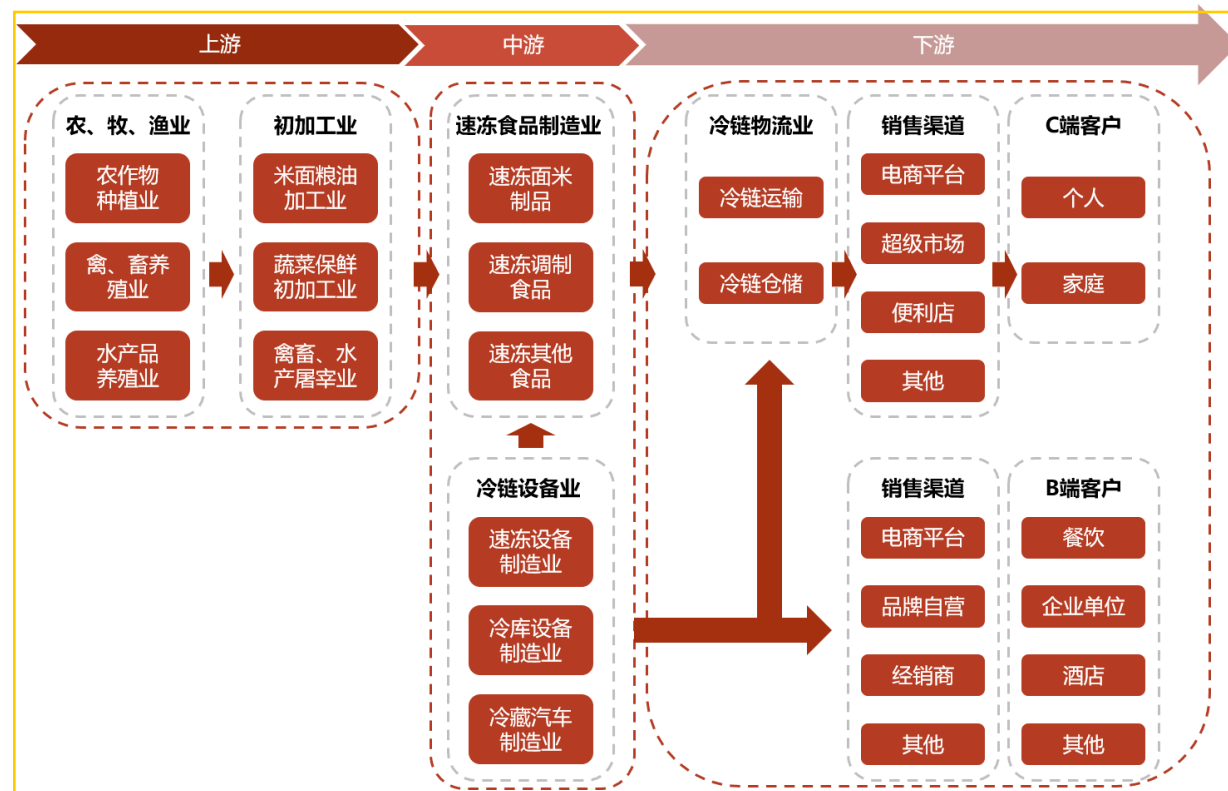 上游
中游
下游
农、牧、渔业
农作物
种植业
禽、畜养
殖业
水产品
养殖业
初加工业
米面粮油
加工业
蔬菜保鲜
初加工业
禽畜、水
产屠宰业
速冻食品制造业
速冻面米
制品
速冻调制
食品
速冻其他
食品
冷链设备业
速冻设备
制造业
冷库设备
制造业
冷藏汽车
制造业
冷链物流业
冷链运输
冷链仓储
销售渠道
电商平台
超级市场
便利店
其他
C端客户
个人
家庭
销售渠道
电商平台
品牌自营
经销商
其他
B端客户
餐饮
企业单位
酒店
其他